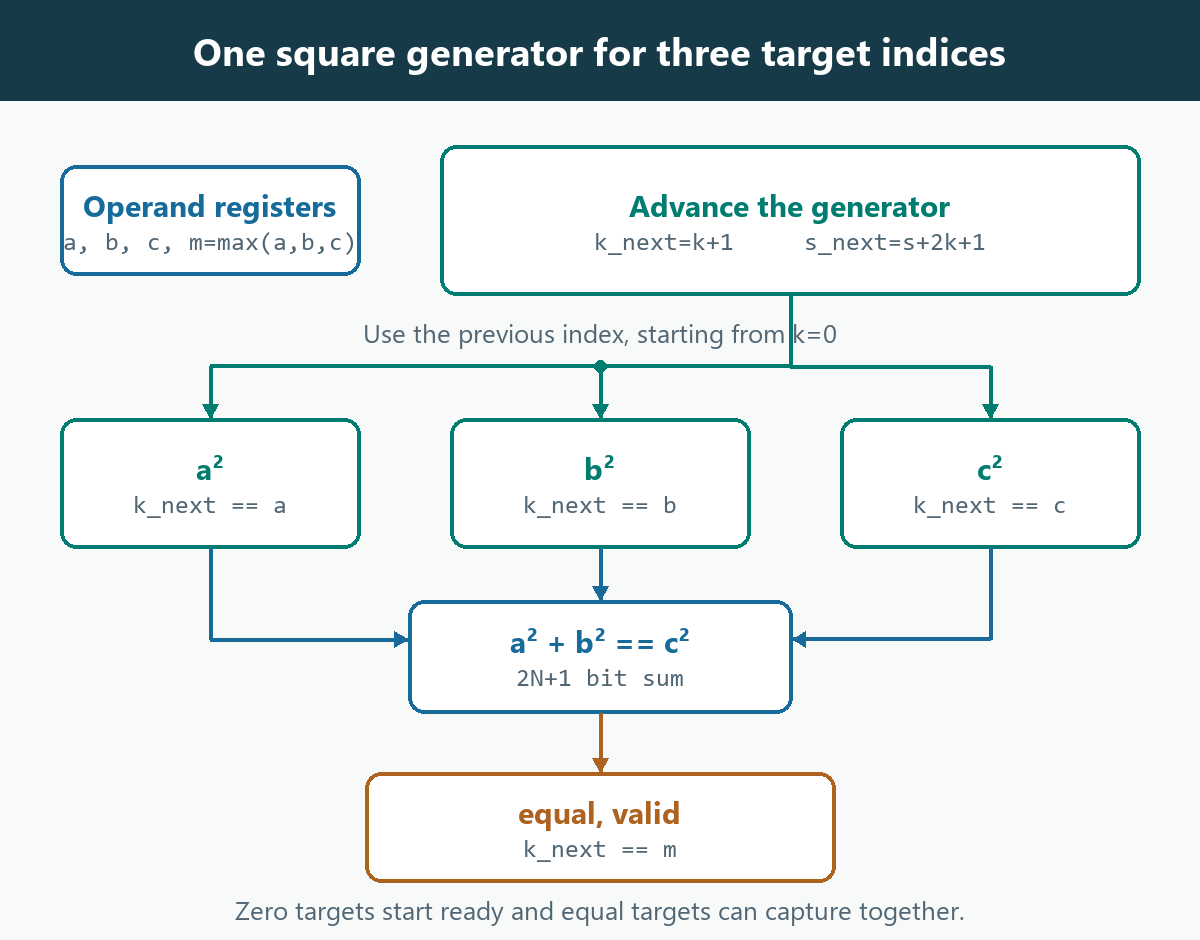 One square generator for three target indices
Operand registers
a, b, c, m=max(a,b,c)
Advance the generator
k_next=k+1 s_next=s+2k+1
Use the previous index, starting from k=0
a²
k_next == a
b²
k_next == b
c²
k_next == c
a² + b² == c²
2N+1 bit sum
equal, valid
k_next == m
Zero targets start ready and equal targets can capture together.